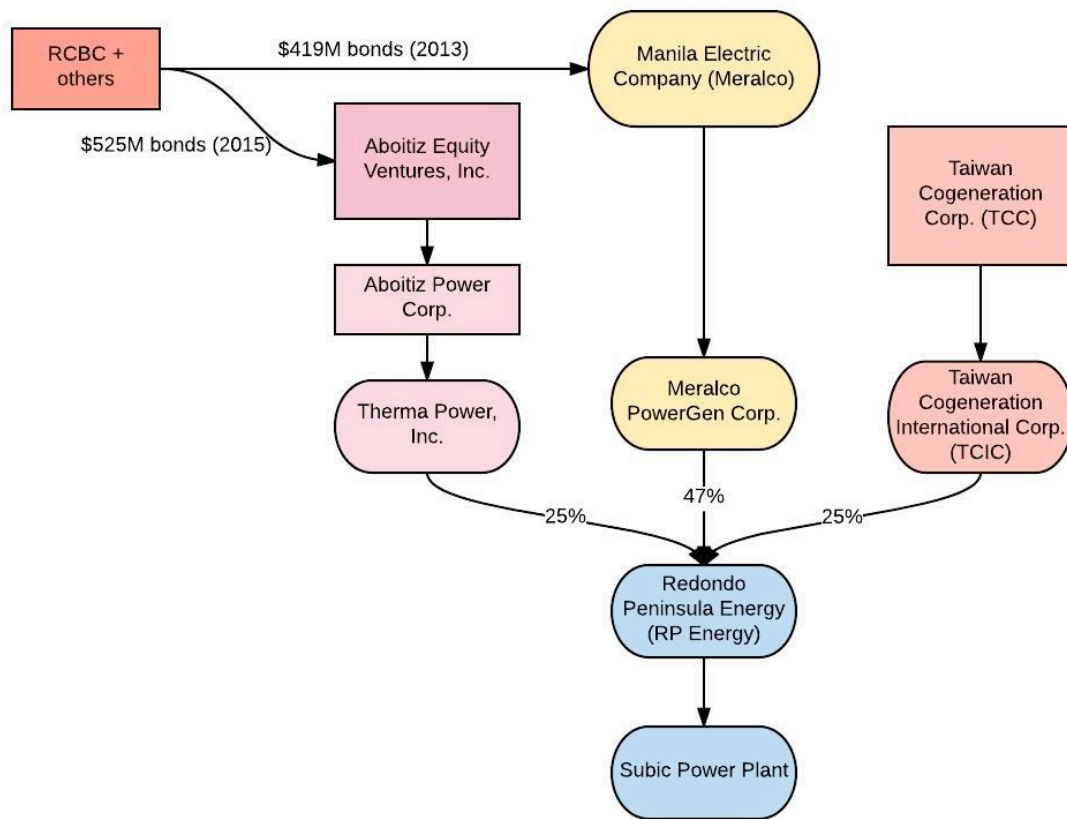 RCBC +
others
$419M bonds (2013)
Manila Electric
Company (Meralco)
$525M bonds (2015)
Aboitiz Equity
Ventures, Inc.
Taiwan
Cogeneration
Corp. (TCC)
Aboitiz Power
Corp.
Therma Power,
Inc.
Meralco
PowerGen Corp.
Taiwan
Cogeneration
International Corp.
(TCIC)
25%
47%
25%
Redondo
Peninsula Energy
(RP Energy)
Subic Power Plant